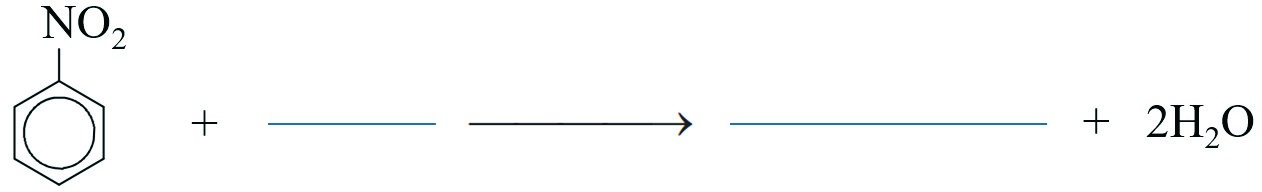 NO₂
+ ⟶ + 2H₂O